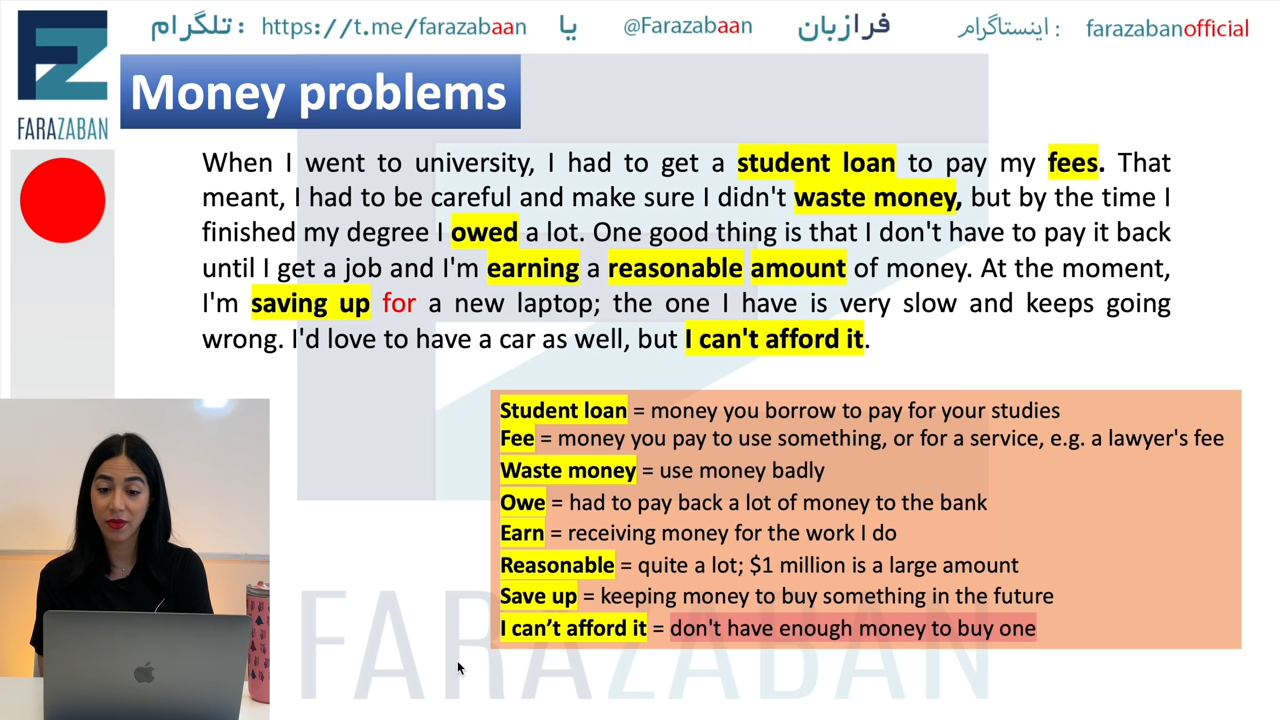 تلگرام : https://t.me/farazabaan یا @Farazabaan فرازبان اینستاگرام : farazabanofficial
FARAZABAN
Money problems
When I went to university, I had to get a student loan to pay my fees. That
meant, I had to be careful and make sure I didn't waste money, but by the time I
finished my degree I owed a lot. One good thing is that I don't have to pay it back
until I get a job and I'm earning a reasonable amount of money. At the moment,
I'm saving up for a new laptop; the one I have is very slow and keeps going
wrong. I'd love to have a car as well, but I can't afford it.
Student loan = money you borrow to pay for your studies
Fee = money you pay to use something, or for a service, e.g. a lawyer's fee
Waste money = use money badly
Owe = had to pay back a lot of money to the bank
Earn = receiving money for the work I do
Reasonable = quite a lot; $1 million is a large amount
Save up = keeping money to buy something in the future
I can’t afford it = don't have enough money to buy one
FARAZABAN